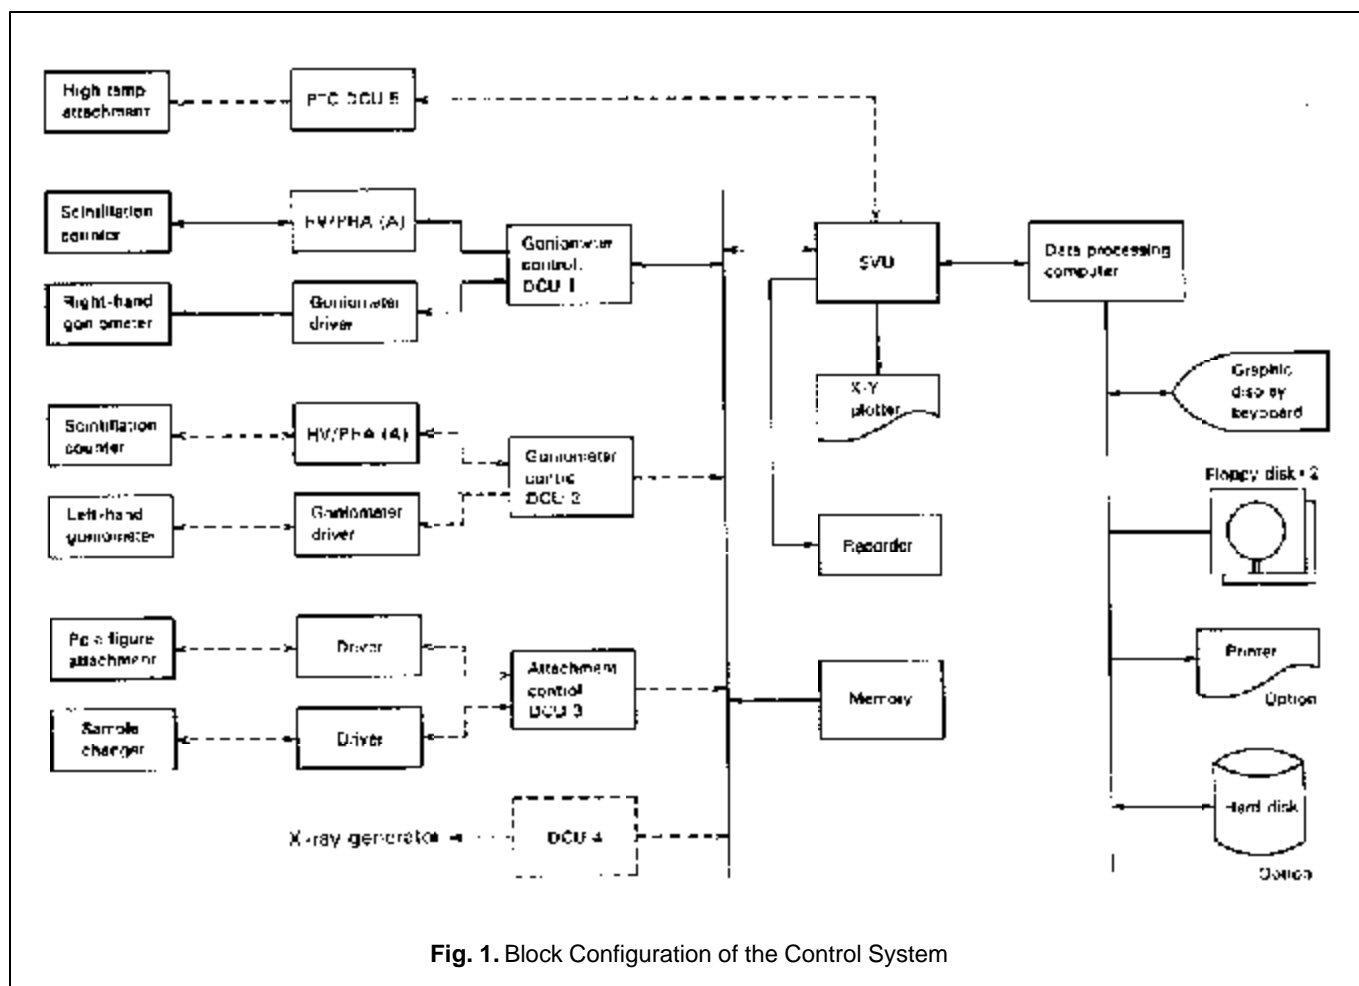 High temp
attachment
PTC DCU 5
Scintillation
counter
HV/PHA (A)
Goniometer
control
DCU 1
SVU
Data processing
computer
Right-hand
goniometer
Goniometer
driver
X-Y
plotter
Graphic
display
keyboard
Scintillation
counter
HV/PHA (A)
Goniometer
control
DCU 2
Floppy disk · 2
Left-hand
goniometer
Goniometer
driver
Recorder
Pole figure
attachment
Driver
Attachment
control
DCU 3
Memory
Printer
Option
Sample
changer
Driver
X-ray generator
DCU 4
Hard disk
Option
Fig. 1. Block Configuration of the Control System